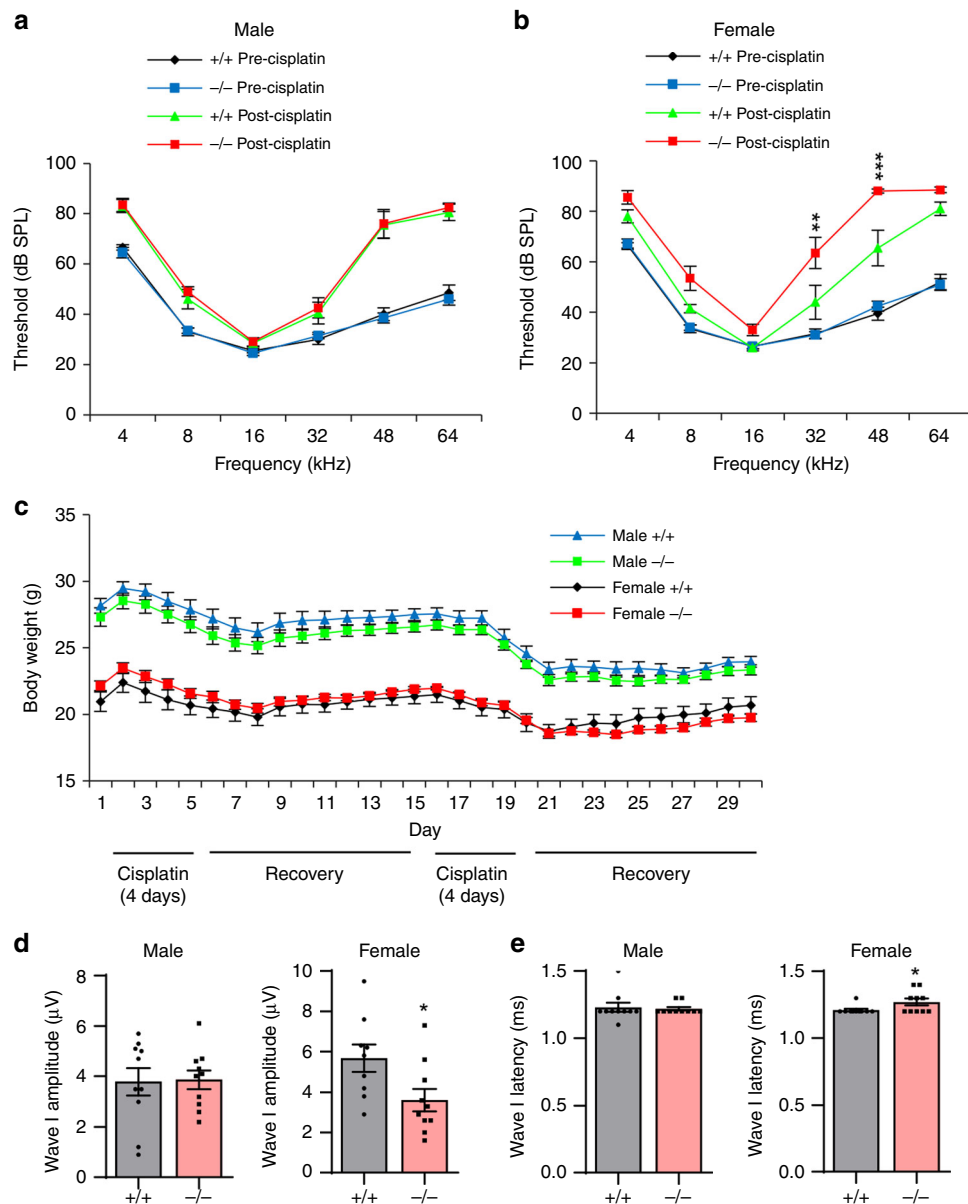 a
Male
+/+ Pre-cisplatin
–/– Pre-cisplatin
+/+ Post-cisplatin
–/– Post-cisplatin
Threshold (dB SPL)
100
80
60
40
20
0
4 8 16 32 48 64
Frequency (kHz)
b
Female
+/+ Pre-cisplatin
–/– Pre-cisplatin
+/+ Post-cisplatin
–/– Post-cisplatin
Threshold (dB SPL)
100
80
60
40
20
0
**
***
4 8 16 32 48 64
Frequency (kHz)
c
Male +/+
Male –/–
Female +/+
Female –/–
Body weight (g)
35
30
25
20
15
1 3 5 7 9 11 13 15 17 19 21 23 25 27 29
Day
Cisplatin
(4 days)
Recovery
Cisplatin
(4 days)
Recovery
d
Male
Wave I amplitude (µV)
8
6
4
2
0
+/+ –/–
Female
Wave I amplitude (µV)
10
8
6
4
2
0
*
+/+ –/–
e
Male
Wave I latency (ms)
1.5
1.0
0.5
0.0
+/+ –/–
Female
Wave I latency (ms)
1.5
1.0
0.5
0.0
*
+/+ –/–